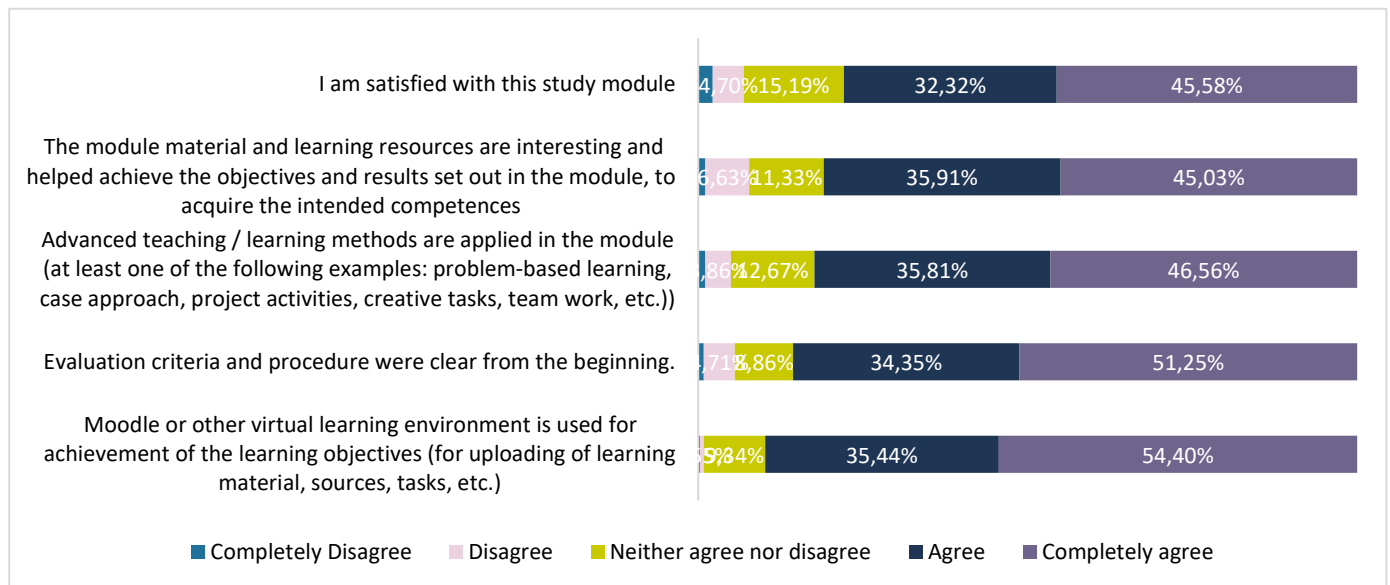 I am satisfied with this study module
4,70%
15,19%
32,32%
45,58%
The module material and learning resources are interesting and
helped achieve the objectives and results set out in the module, to
acquire the intended competences
6,63%
11,33%
35,91%
45,03%
Advanced teaching / learning methods are applied in the module
(at least one of the following examples: problem-based learning,
case approach, project activities, creative tasks, team work, etc.))
12,67%
35,81%
46,56%
Evaluation criteria and procedure were clear from the beginning.
8,86%
34,35%
51,25%
Moodle or other virtual learning environment is used for
achievement of the learning objectives (for uploading of learning
material, sources, tasks, etc.)
9,34%
35,44%
54,40%
Completely Disagree
Disagree
Neither agree nor disagree
Agree
Completely agree